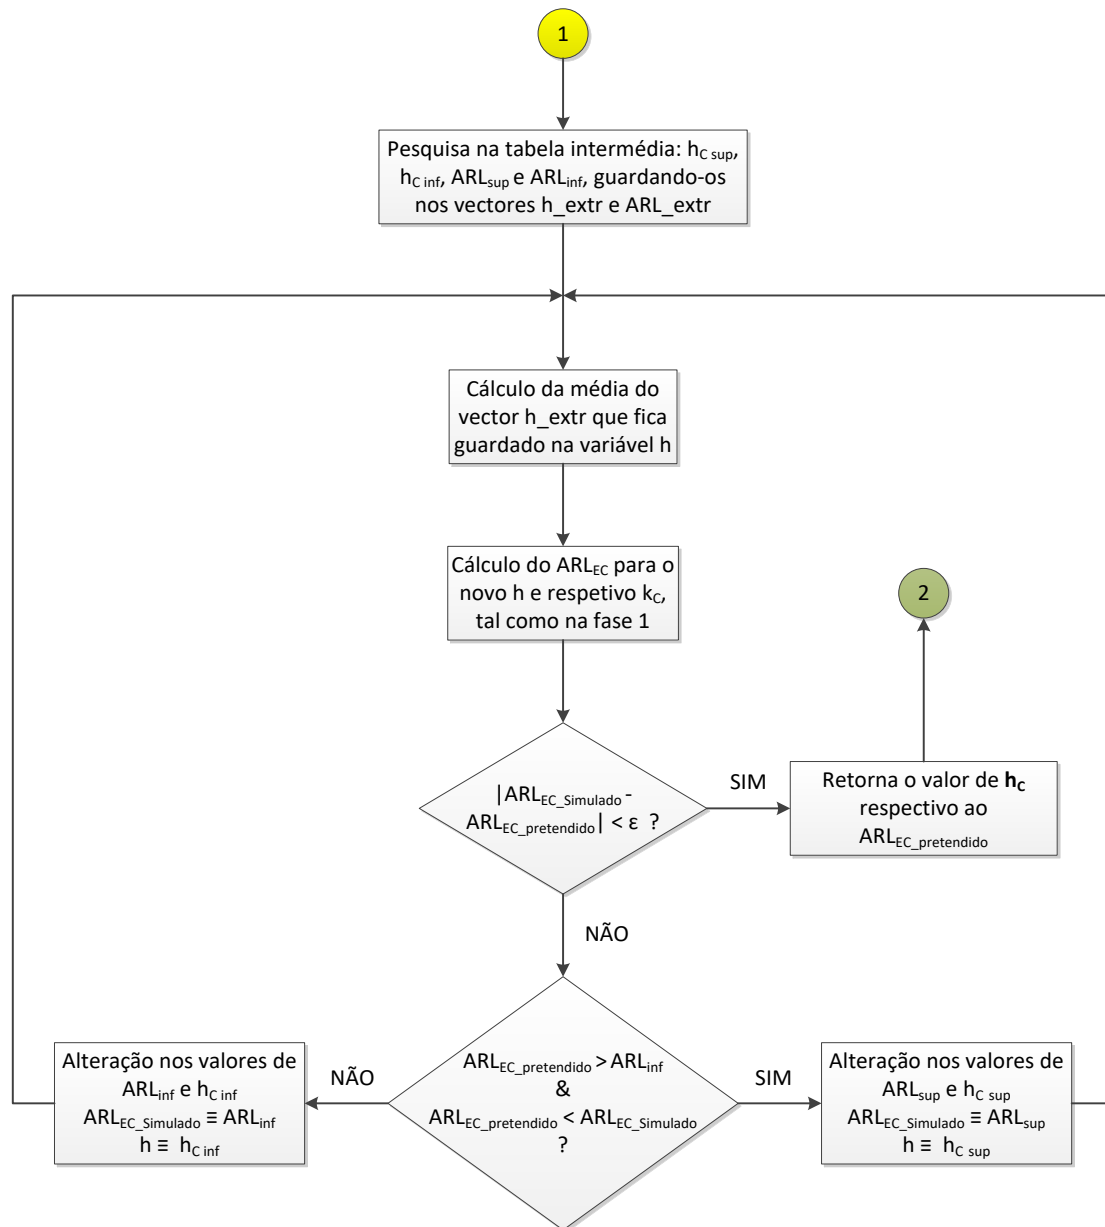 1
Pesquisa na tabela intermédia: hC sup,
hC inf, ARLsup e ARLinf, guardando-os
nos vectores h_extr e ARL_extr
Cálculo da média do
vector h_extr que fica
guardado na variável h
Cálculo do ARLEC para o
novo h e respetivo kC,
tal como na fase 1
2
|ARLEC_Simulado -
ARLEC_pretendido| < ε ?
SIM
Retorna o valor de hC
respectivo ao
ARLEC_pretendido
NÃO
Alteração nos valores de
ARLinf e hC inf
ARLEC_Simulado ≡ ARLinf
h ≡ hC inf
NÃO
ARLEC_pretendido > ARLinf
&
ARLEC_pretendido < ARLEC_Simulado
?
SIM
Alteração nos valores de
ARLsup e hC sup
ARLEC_Simulado ≡ ARLsup
h ≡ hC sup